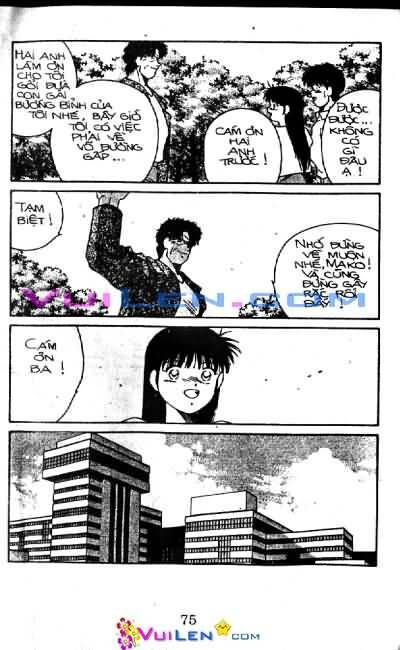 HAI ANH
LÀM ƠN
CHO TÔI
GỞI ĐỨA
CON GÁI
BƯỚNG BỈNH CỦA
TÔI NHÉ, BÂY GIỜ
TÔI CÓ VIỆC
PHẢI VỀ
VÕ ĐƯỜNG
GẤP...
CẢM ƠN
HAI
ANH
TRƯỚC!
ĐƯỢC
ĐƯỢC...
KHÔNG
CÓ
GÌ
ĐÂU
Ạ!
TẠM
BIỆT!
NHỚ ĐỪNG
VỀ MUỘN
NHÉ, MAKO!
VÀ CŨNG
ĐỪNG GÂY
RẮC RỐI
ĐẤY!
VUILEN.COM
CẢM
ƠN
BA!
75
VUILEN.COM